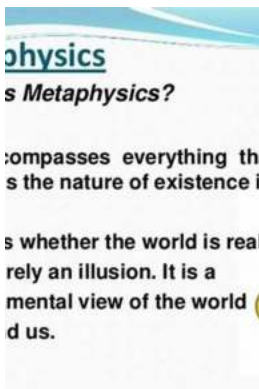 physics
s Metaphysics?
compasses everything th
s the nature of existence i
s whether the world is real
rely an illusion. It is a
mental view of the world
d us.